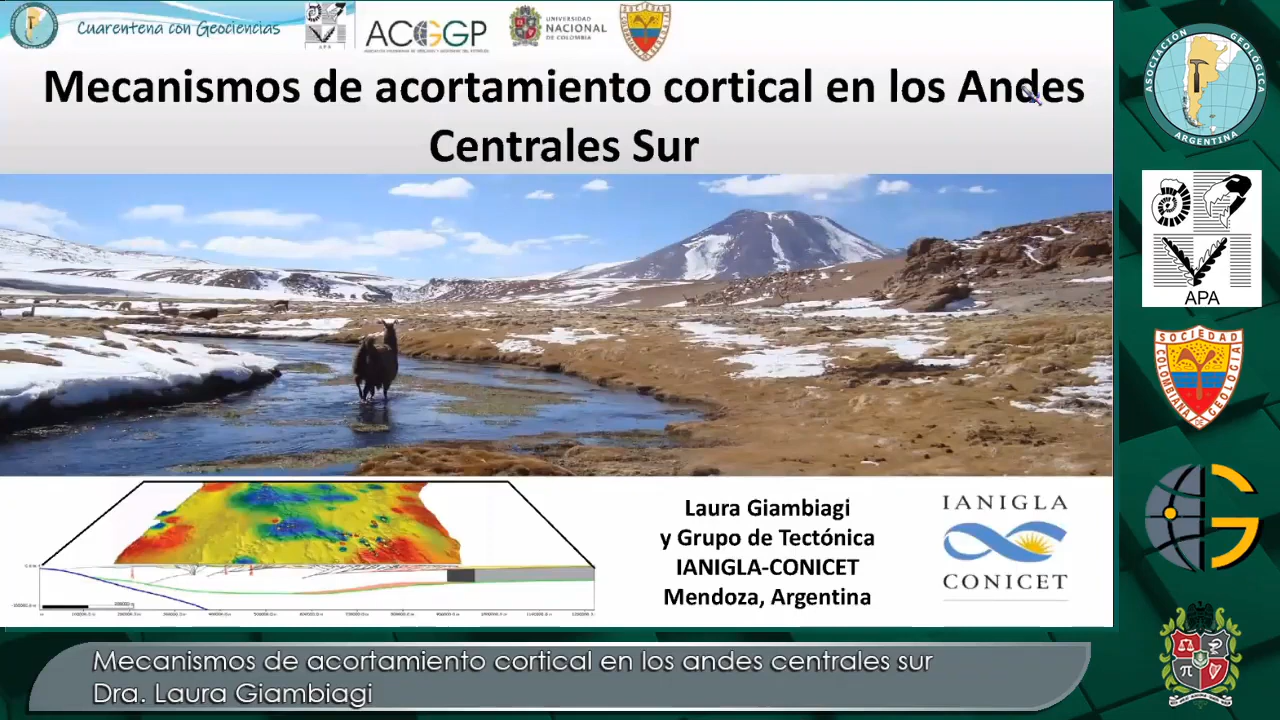 Cuarentena con Geociencias
APA
ACGGP
UNIVERSIDAD
NACIONAL
DE COLOMBIA
Mecanismos de acortamiento cortical en los Andes
Centrales Sur
Laura Giambiagi
y Grupo de Tectónica
IANIGLA-CONICET
Mendoza, Argentina
IANIGLA
CONICET
ASOCIACIÓN GEOLÓGICA
ARGENTINA
APA
SOCIEDAD
COLOMBIANA DE GEOLOGIA
Mecanismos de acortamiento cortical en los andes centrales sur
Dra. Laura Giambiagi